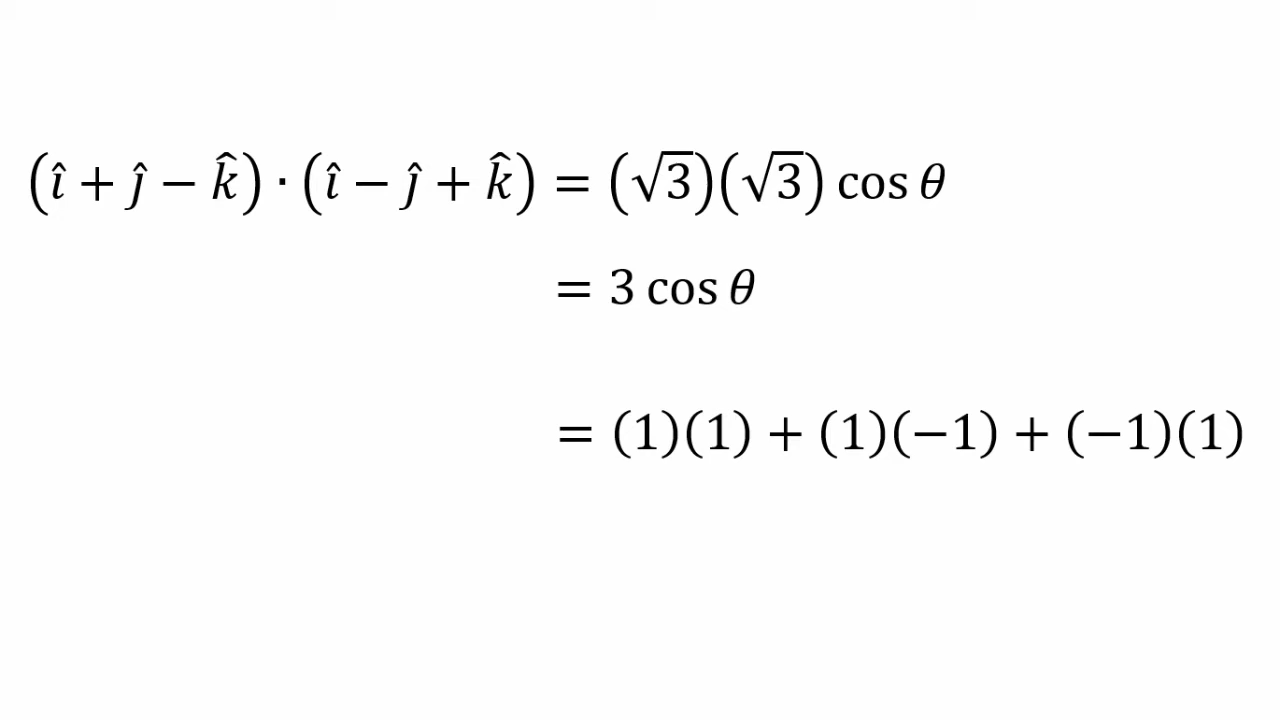 (î + ĵ − k̂) · (î − ĵ + k̂) = (√3)(√3) cos θ
= 3 cos θ
= (1)(1) + (1)(−1) + (−1)(1)